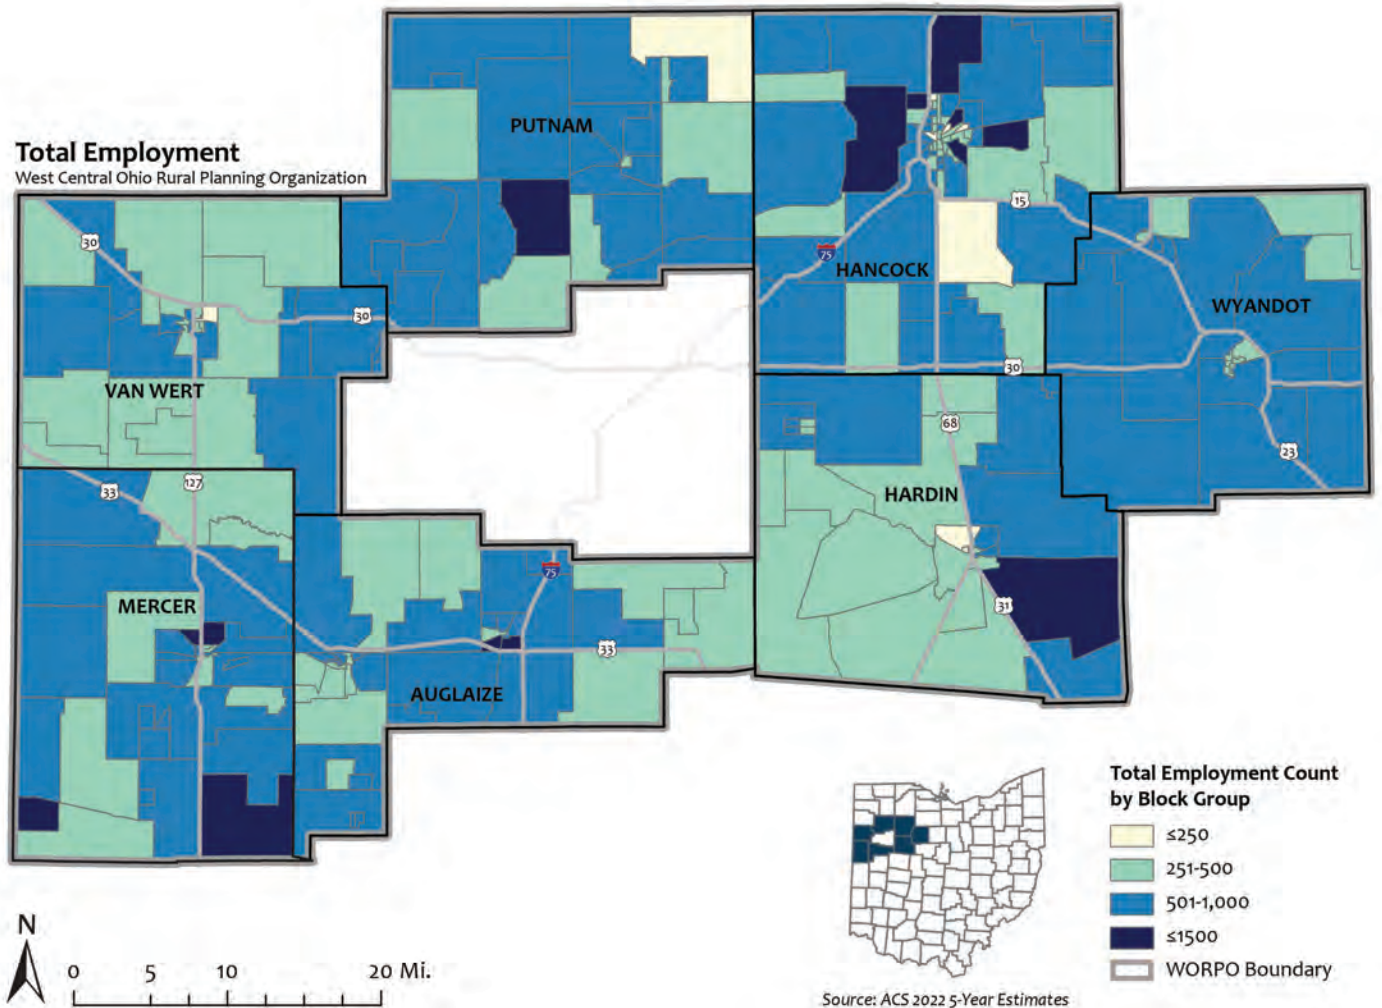 Total Employment
West Central Ohio Rural Planning Organization
PUTNAM
HANCOCK
WYANDOT
VAN WERT
HARDIN
MERCER
AUGLAIZE
30
30
33
127
75
15
75
30
68
23
31
33
N
0 5 10 20 Mi.
Total Employment Count
by Block Group
≤250
251-500
501-1,000
≤1500
WORPO Boundary
Source: ACS 2022 5-Year Estimates